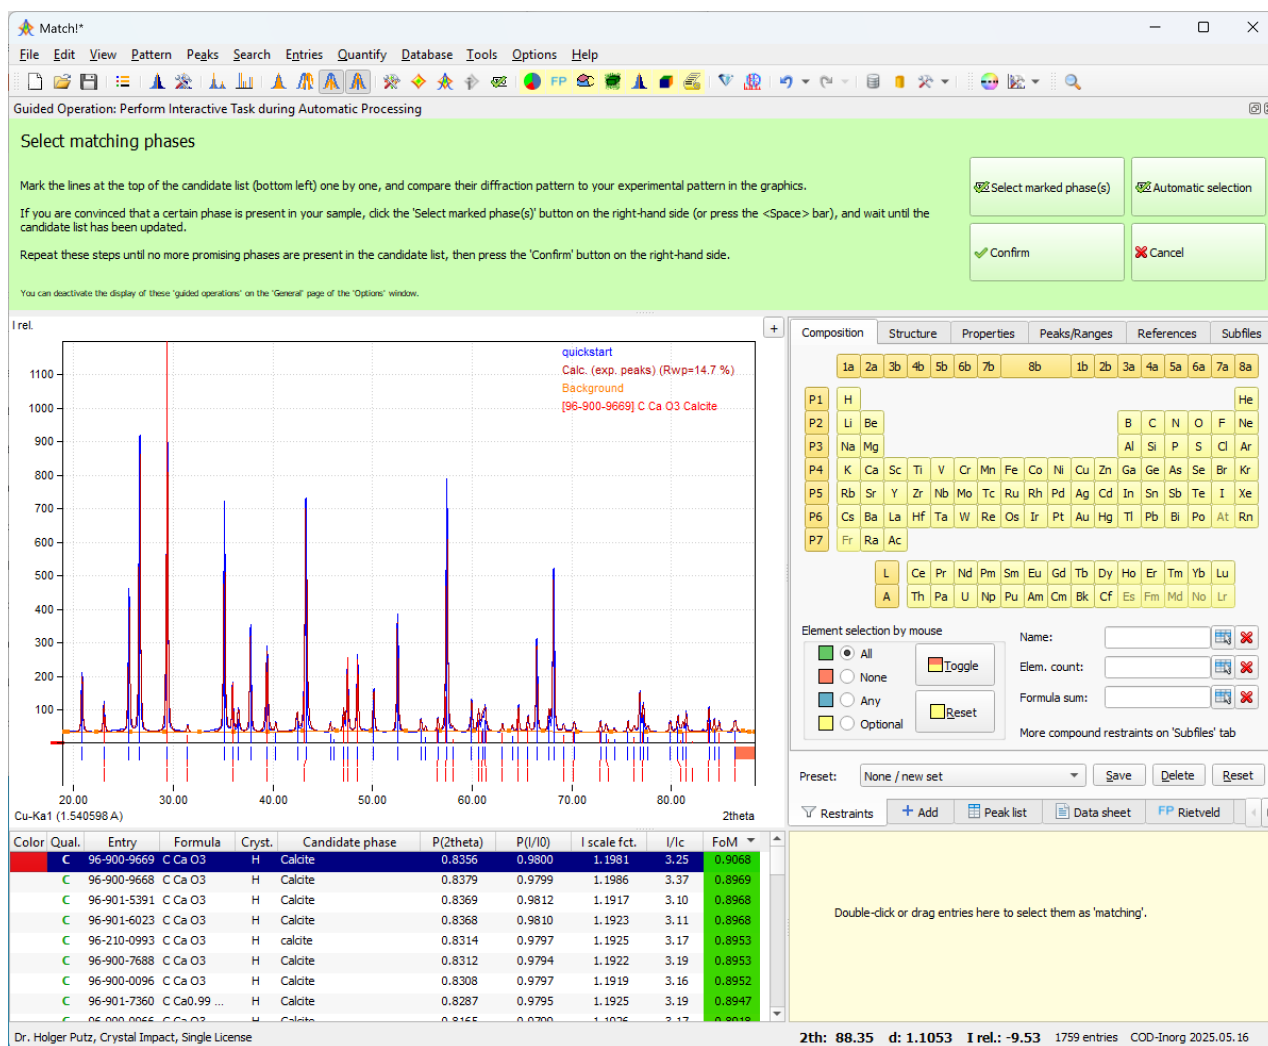 Match!*
File Edit View Pattern Peaks Search Entries Quantify Database Tools Options Help
FP
Guided Operation: Perform Interactive Task during Automatic Processing
Select matching phases
Mark the lines at the top of the candidate list (bottom left) one by one, and compare their diffraction pattern to your experimental pattern in the graphics.
If you are convinced that a certain phase is present in your sample, click the 'Select marked phase(s)' button on the right-hand side (or press the <Space> bar), and wait until the
candidate list has been updated.
Repeat these steps until no more promising phases are present in the candidate list, then press the 'Confirm' button on the right-hand side.
You can deactivate the display of these 'guided operations' on the 'General' page of the 'Options' window.
Select marked phase(s) Automatic selection
Confirm Cancel
I rel.
+
quickstart
Calc. (exp. peaks) (Rwp=14.7 %)
Background
[96-900-9669] C Ca O3 Calcite
1100
1000
900
800
700
600
500
400
300
200
100
20.00 30.00 40.00 50.00 60.00 70.00 80.00
Cu-Ka1 (1.540598 A) 2theta
Composition Structure Properties Peaks/Ranges References Subfiles
1a 2a 3b 4b 5b 6b 7b 8b 1b 2b 3a 4a 5a 6a 7a 8a
P1 H He
P2 Li Be B C N O F Ne
P3 Na Mg Al Si P S Cl Ar
P4 K Ca Sc Ti V Cr Mn Fe Co Ni Cu Zn Ga Ge As Se Br Kr
P5 Rb Sr Y Zr Nb Mo Tc Ru Rh Pd Ag Cd In Sn Sb Te I Xe
P6 Cs Ba La Hf Ta W Re Os Ir Pt Au Hg Tl Pb Bi Po At Rn
P7 Fr Ra Ac
L Ce Pr Nd Pm Sm Eu Gd Tb Dy Ho Er Tm Yb Lu
A Th Pa U Np Pu Am Cm Bk Cf Es Fm Md No Lr
Element selection by mouse
All
None
Any
Optional
Toggle
Reset
Name:
Elem. count:
Formula sum:
More compound restraints on 'Subfiles' tab
Preset: None / new set Save Delete Reset
Restraints Add Peak list Data sheet FP Rietveld
Color Qual. Entry Formula Cryst. Candidate phase P(2theta) P(I/I0) I scale fct. I/Ic FoM
C 96-900-9669 C Ca O3 H Calcite 0.8356 0.9800 1.1981 3.25 0.9068
C 96-900-9668 C Ca O3 H Calcite 0.8379 0.9799 1.1986 3.37 0.8969
C 96-901-5391 C Ca O3 H Calcite 0.8369 0.9812 1.1917 3.10 0.8968
C 96-901-6023 C Ca O3 H Calcite 0.8368 0.9810 1.1923 3.11 0.8968
C 96-210-0993 C Ca O3 H calcite 0.8314 0.9797 1.1925 3.17 0.8953
C 96-900-7688 C Ca O3 H Calcite 0.8312 0.9794 1.1922 3.19 0.8953
C 96-900-0096 C Ca O3 H Calcite 0.8308 0.9797 1.1919 3.16 0.8952
C 96-901-7360 C Ca0.99 ... H Calcite 0.8287 0.9795 1.1925 3.19 0.8947
Double-click or drag entries here to select them as 'matching'.
Dr. Holger Putz, Crystal Impact, Single License
2th: 88.35 d: 1.1053 I rel.: -9.53 1759 entries COD-Inorg 2025.05.16